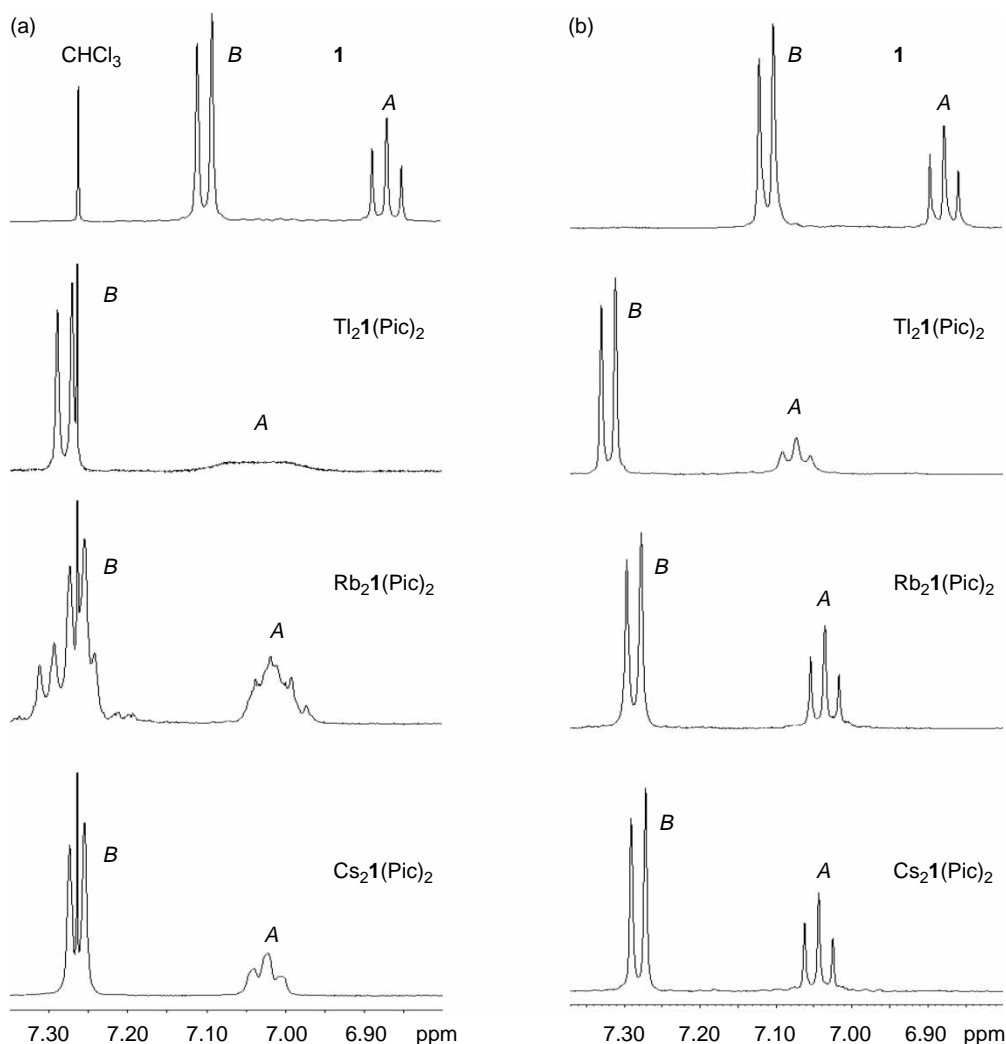 (a)
CHCl₃
B
1
A
B
Tl₂1(Pic)₂
A
B
Rb₂1(Pic)₂
A
B
Cs₂1(Pic)₂
A
7.30 7.20 7.10 7.00 6.90 ppm
(b)
B
1
A
B
Tl₂1(Pic)₂
A
B
Rb₂1(Pic)₂
A
B
A
Cs₂1(Pic)₂
7.30 7.20 7.10 7.00 6.90 ppm